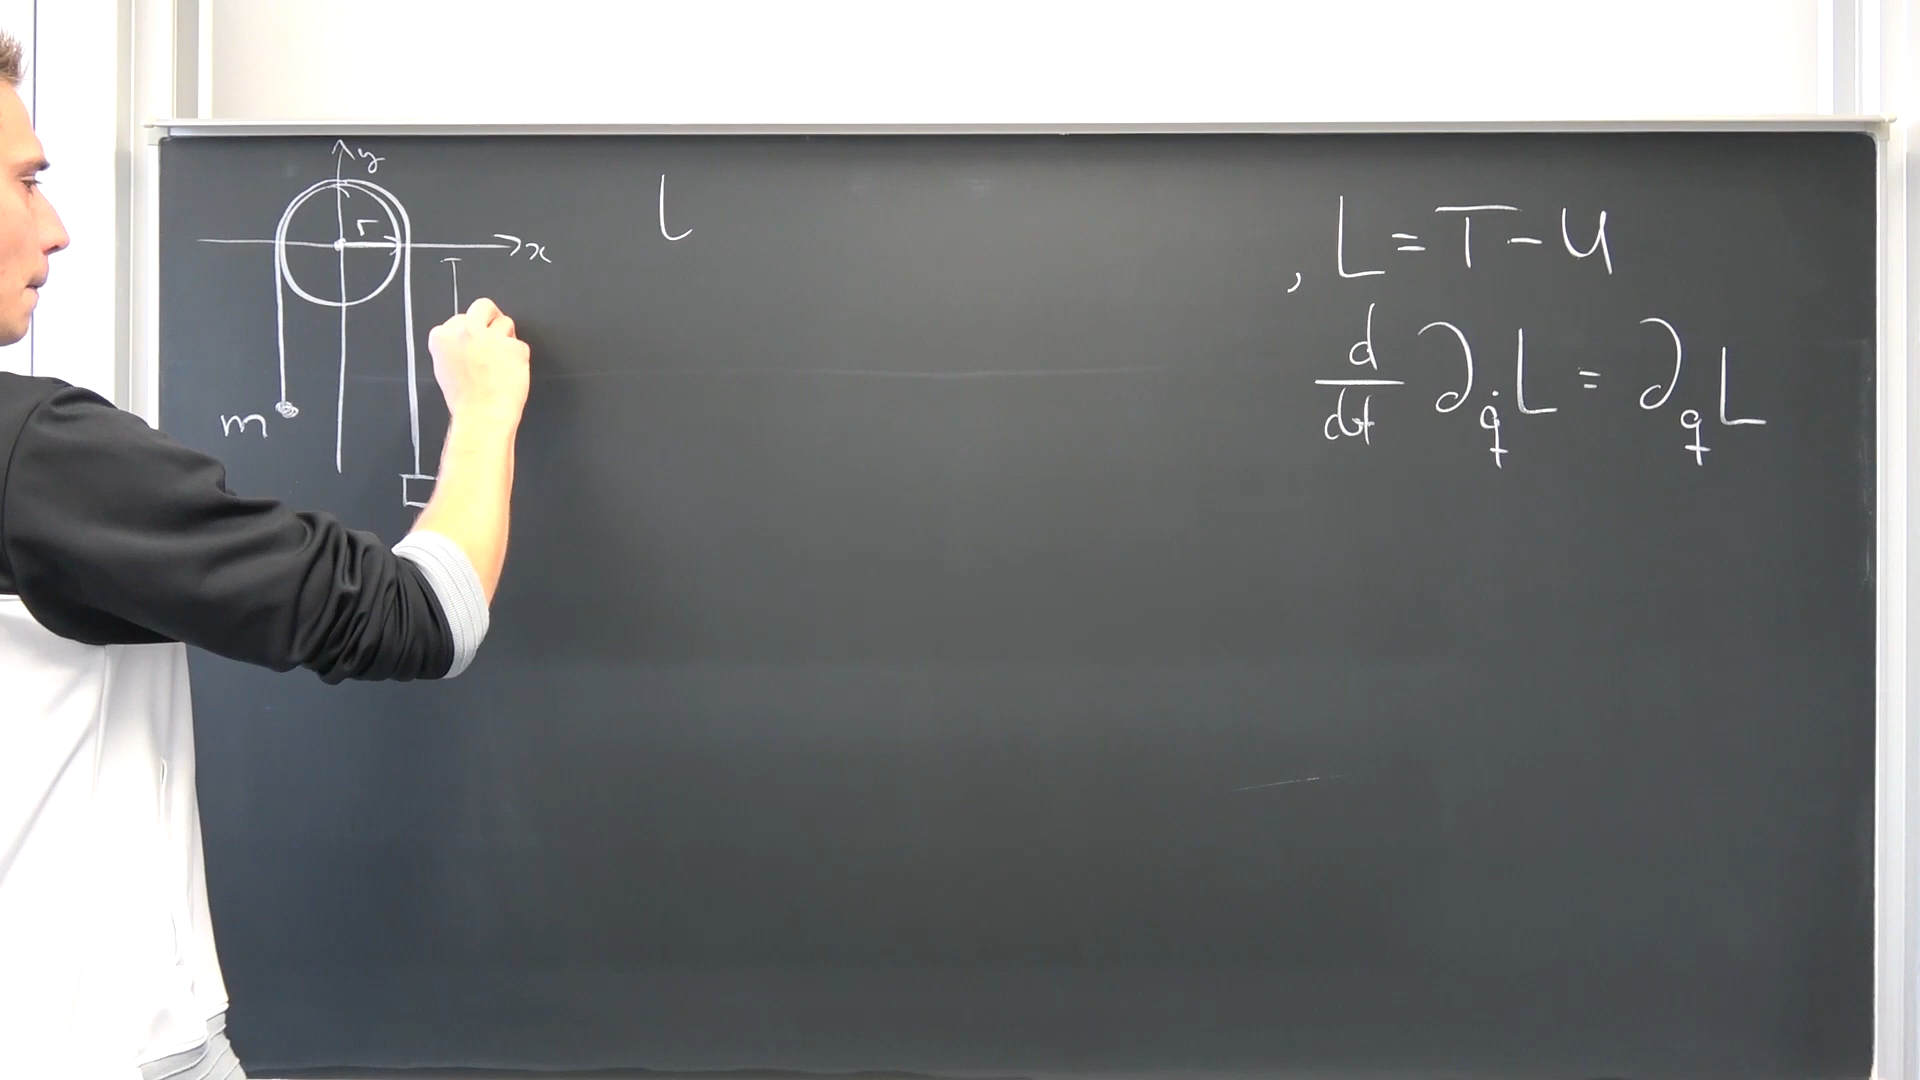 y
r
x
m
L
, L = T - U
d/dt ∂_q̇ L = ∂_q L